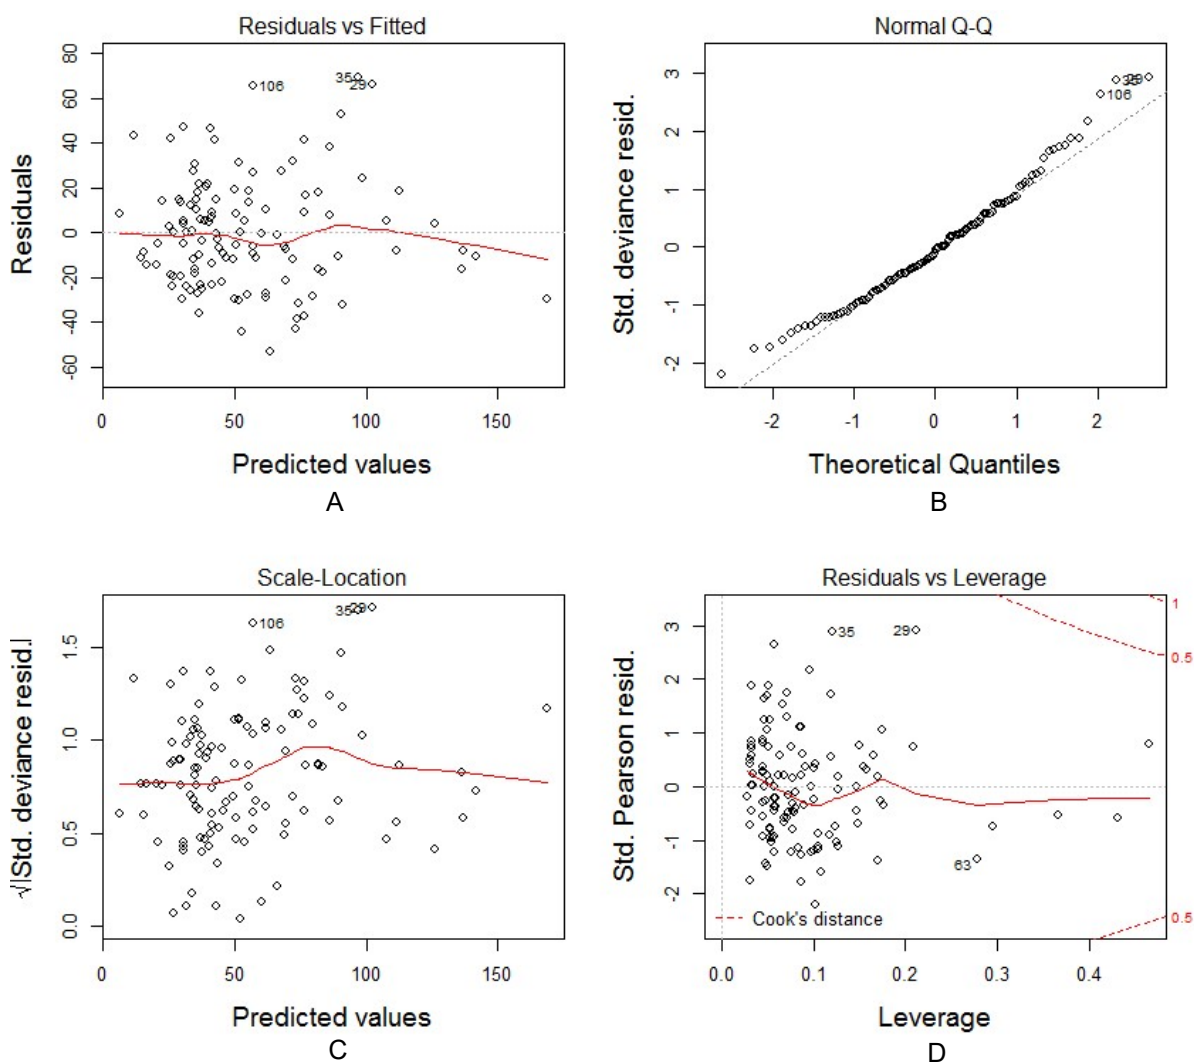 Residuals vs Fitted
Residuals
80
60
40
20
0
-20
-40
-60
106
35
29
0 50 100 150
Predicted values
A
Normal Q-Q
Std. deviance resid.
3
2
1
0
-1
-2
29
35
106
-2 -1 0 1 2
Theoretical Quantiles
B
Scale-Location
√|Std. deviance resid.|
1.5
1.0
0.5
0.0
106
35
29
0 50 100 150
Predicted values
C
Residuals vs Leverage
Std. Pearson resid.
3
2
1
0
-1
-2
35
29
63
1
0.5
0.5
Cook's distance
0.0 0.1 0.2 0.3 0.4
Leverage
D